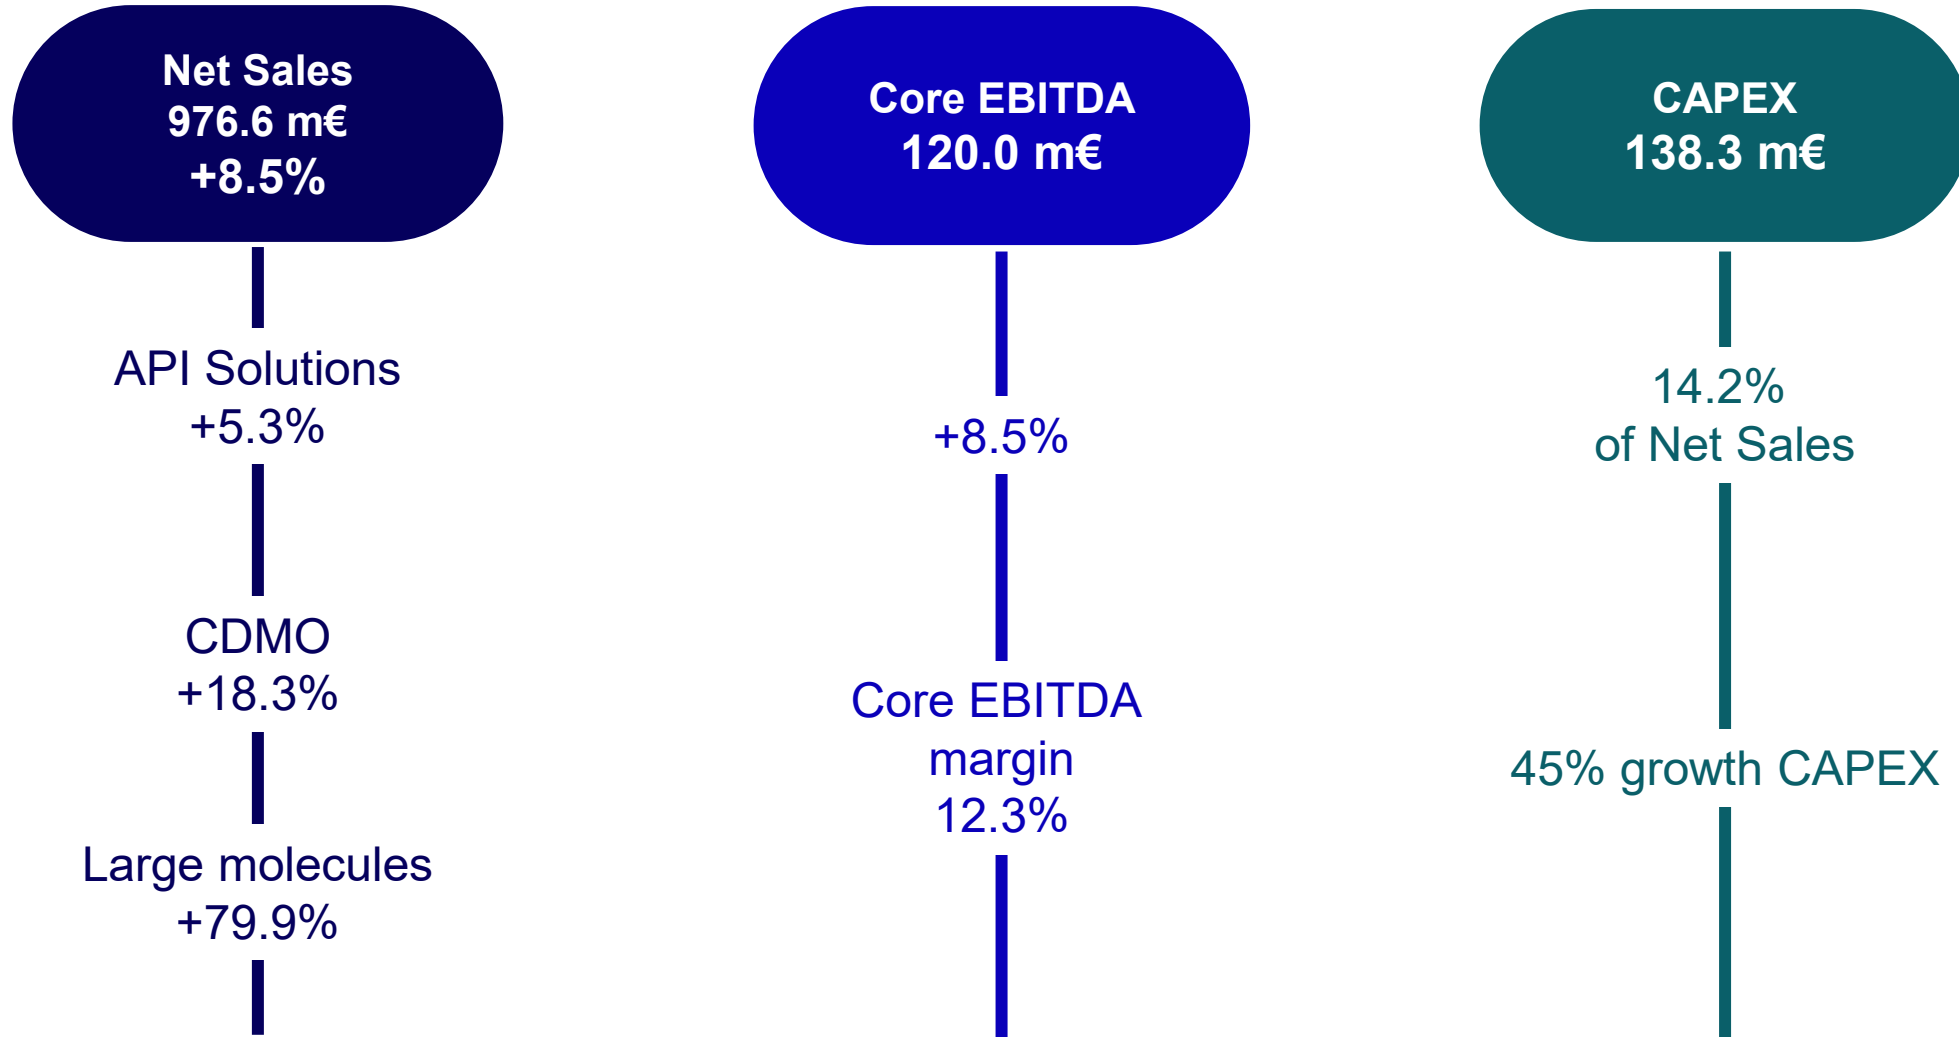 Net Sales
976.6 m€
+8.5%
API Solutions
+5.3%
CDMO
+18.3%
Large molecules
+79.9%
Core EBITDA
120.0 m€
+8.5%
Core EBITDA
margin
12.3%
CAPEX
138.3 m€
14.2%
of Net Sales
45% growth CAPEX